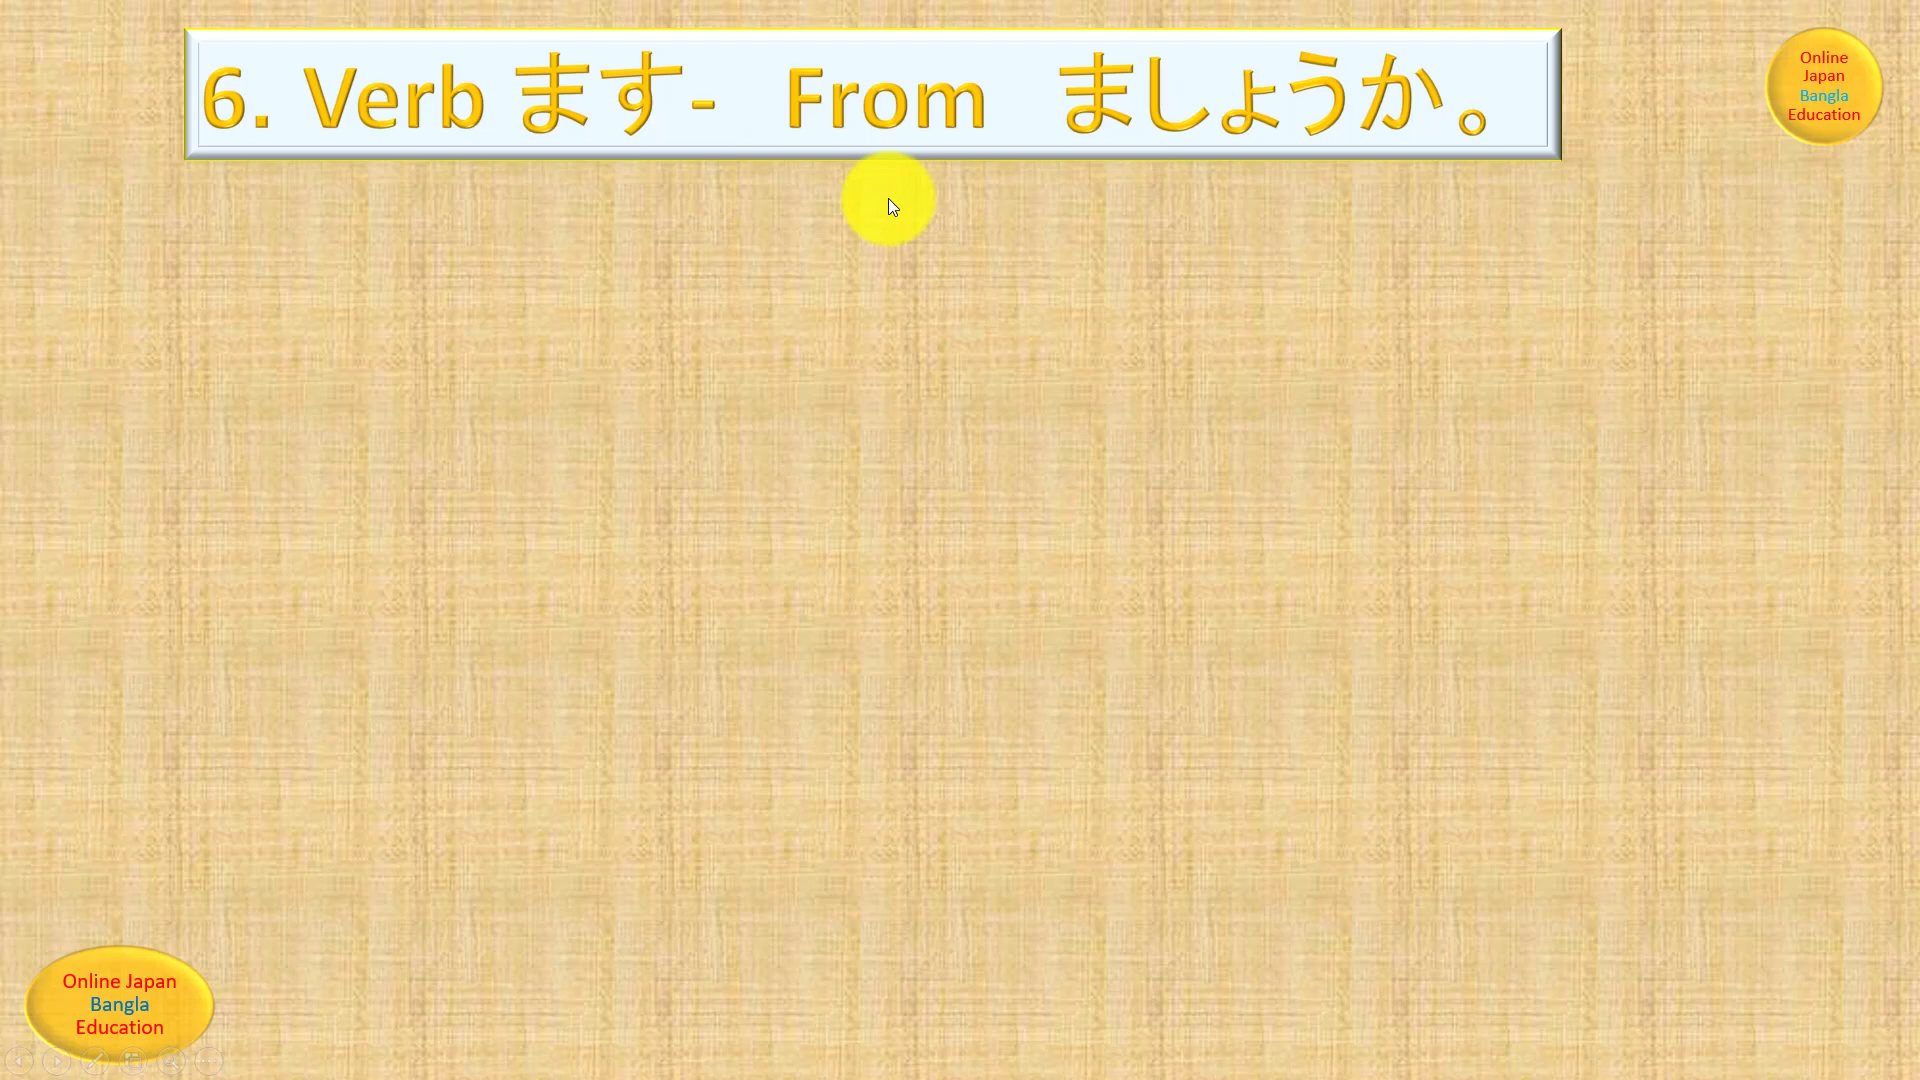 6. Verb ます- From ましょうか。
Online
Japan
Bangla
Education
Online Japan
Bangla
Education